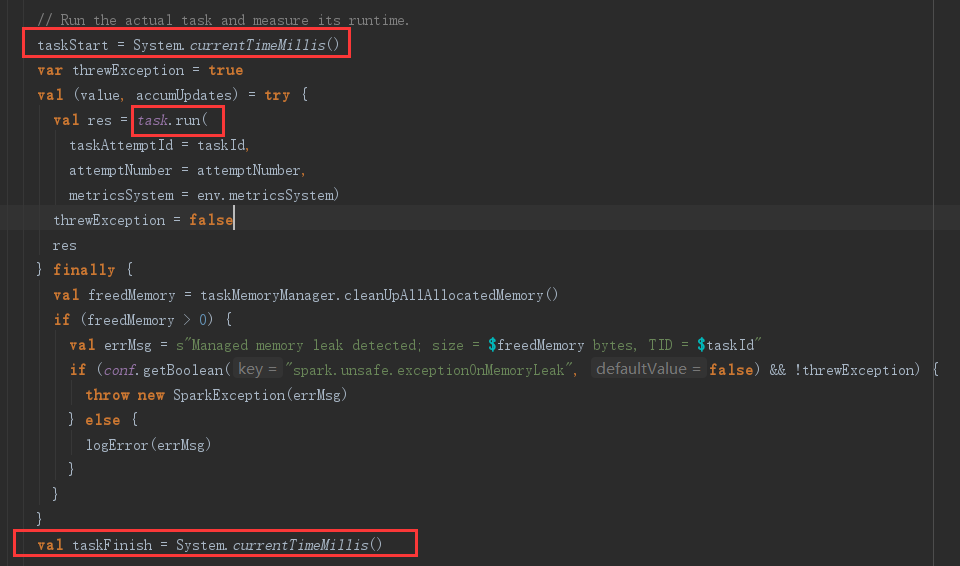 // Run the actual task and measure its runtime.
taskStart = System.currentTimeMillis()
var threwException = true
val (value, accumUpdates) = try {
val res = task.run(
taskAttemptId = taskId,
attemptNumber = attemptNumber,
metricsSystem = env.metricsSystem)
threwException = false
res
} finally {
val freedMemory = taskMemoryManager.cleanUpAllAllocatedMemory()
if (freedMemory > 0) {
val errMsg = s"Managed memory leak detected; size = $freedMemory bytes, TID = $taskId"
if (conf.getBoolean( key = "spark.unsafe.exceptionOnMemoryLeak", defaultValue = false) && !threwException) {
throw new SparkException(errMsg)
} else {
logError(errMsg)
}
}
}
val taskFinish = System.currentTimeMillis()